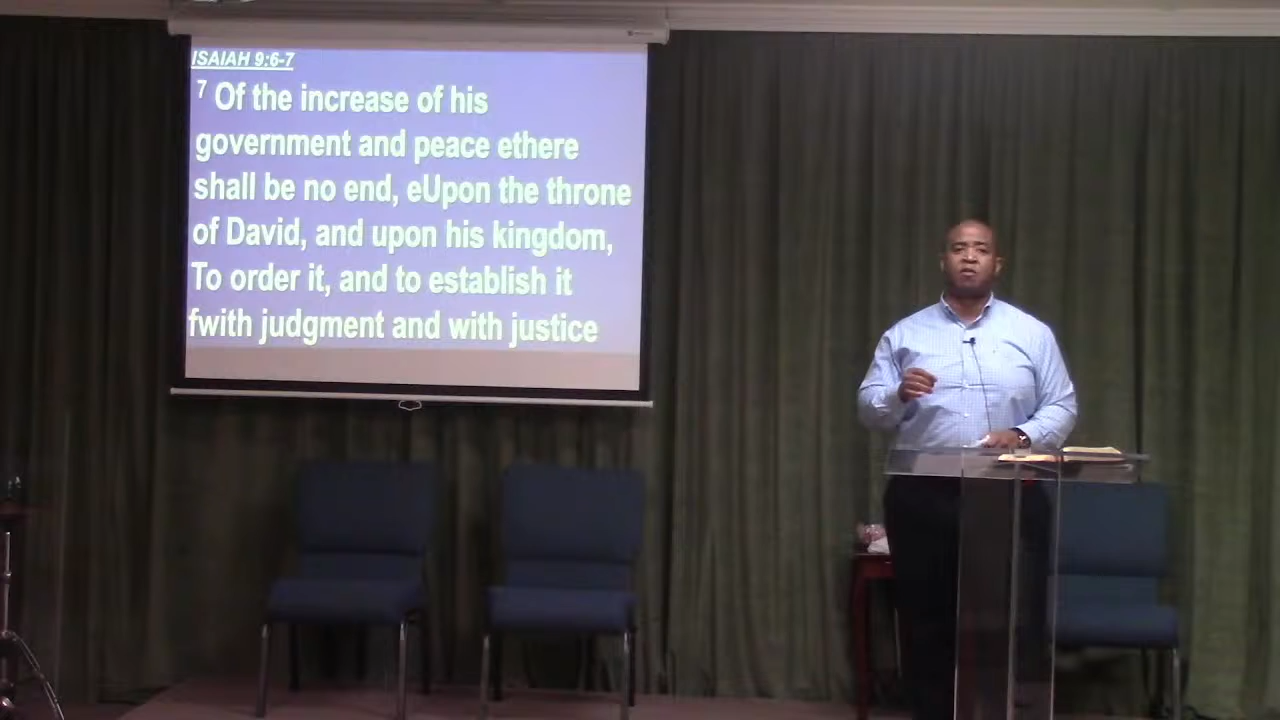 ISAIAH 9:6-7
7 Of the increase of his
government and peace ethere
shall be no end, eUpon the throne
of David, and upon his kingdom,
To order it, and to establish it
fwith judgment and with justice